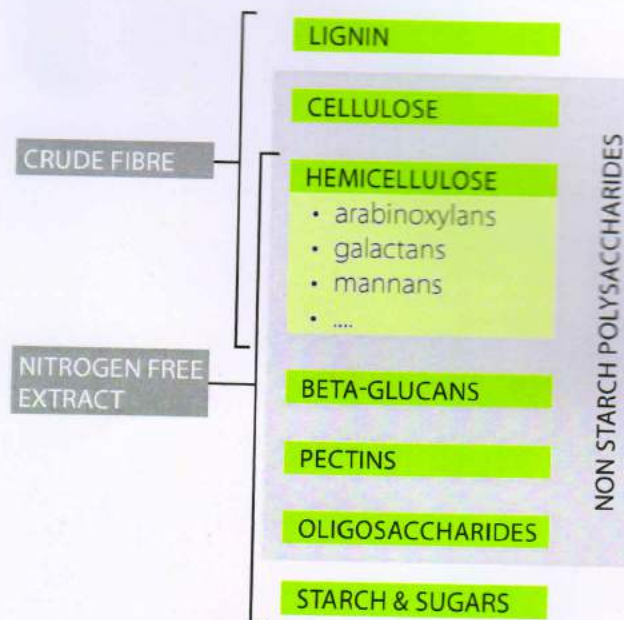 LIGNIN
CELLULOSE
CRUDE FIBRE
HEMICELLULOSE
• arabinoxylans
• galactans
• mannans
• ....
NITROGEN FREE
EXTRACT
BETA-GLUCANS
PECTINS
OLIGOSACCHARIDES
STARCH & SUGARS
NON STARCH POLYSACCHARIDES